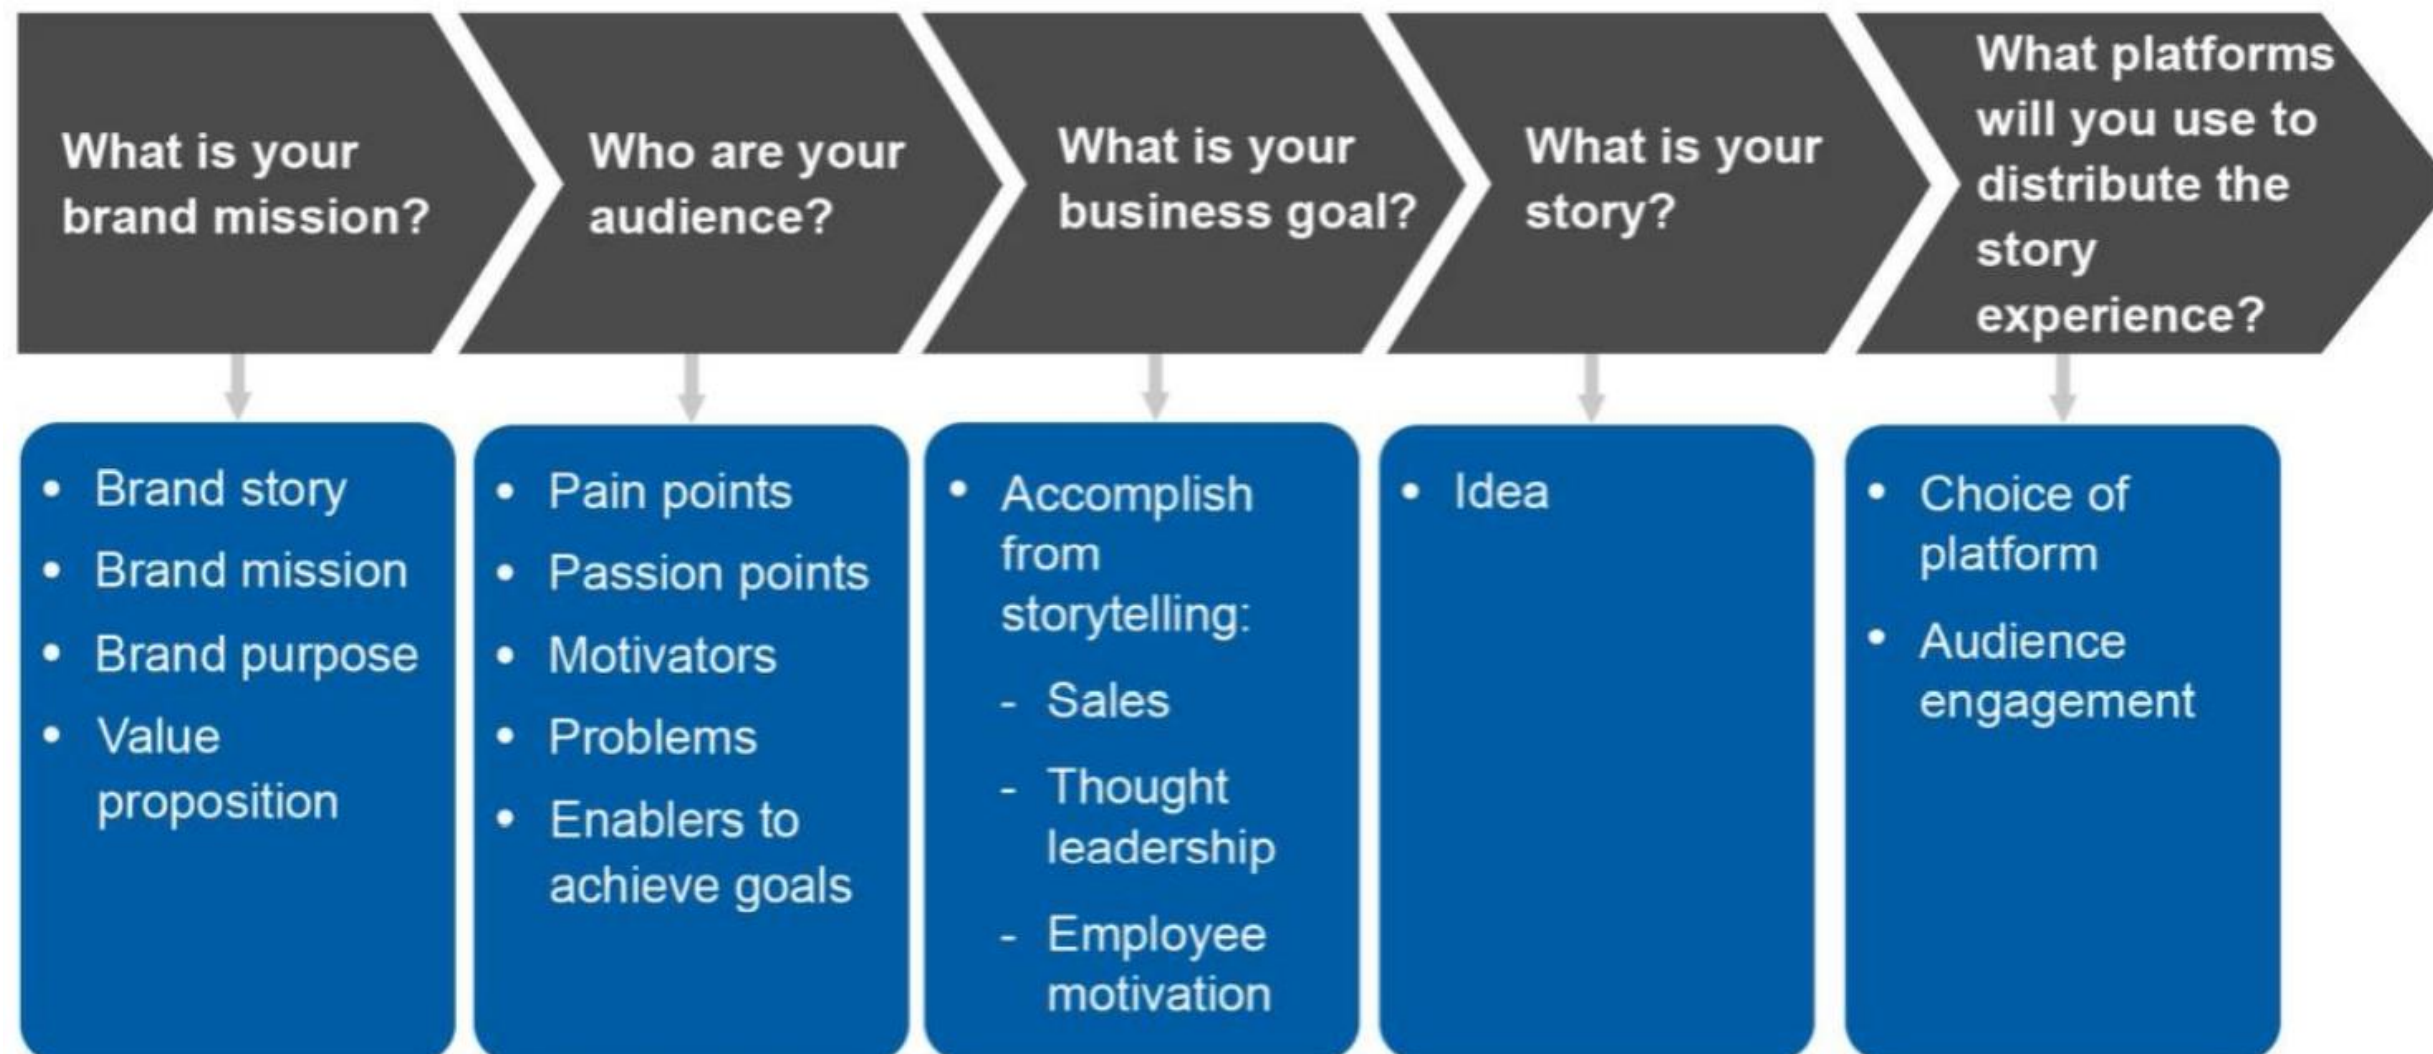 What is your
brand mission?
Who are your
audience?
What is your
business goal?
What is your
story?
What platforms
will you use to
distribute the
story
experience?
• Brand story
• Brand mission
• Brand purpose
• Value
proposition
• Pain points
• Passion points
• Motivators
• Problems
• Enablers to
achieve goals
• Accomplish
from
storytelling:
- Sales
- Thought
leadership
- Employee
motivation
• Idea
• Choice of
platform
• Audience
engagement